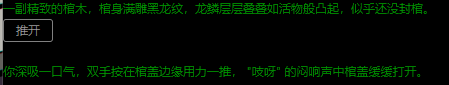 一副精致的棺木，棺身满雕黑龙纹，龙鳞层层叠叠如活物般凸起，似乎还没封棺。
推开
你深吸一口气，双手按在棺盖边缘用力一推，"吱呀"的闷响声中棺盖缓缓打开。